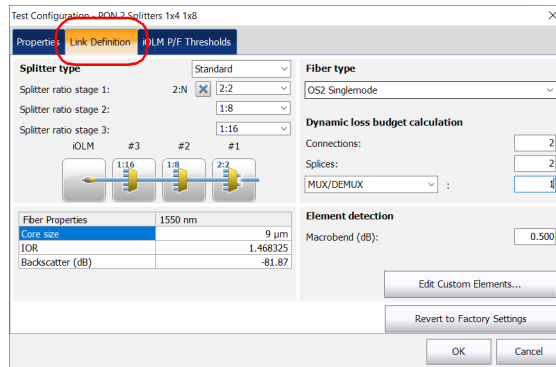 Test Configuration - PON 2 Splitters 1x4 1x8
Properties Link Definition iOLM P/F Thresholds
Splitter type Standard
Splitter ratio stage 1: 2:N 2:2
Splitter ratio stage 2: 1:8
Splitter ratio stage 3: 1:16
iOLM #3 #2 #1
1:16 1:8 2:2
Fiber Properties 1550 nm
Core size 9 µm
IOR 1.468325
Backscatter (dB) -81.87
Fiber type
OS2 Singlemode
Dynamic loss budget calculation
Connections: 2
Splices: 2
MUX/DEMUX : 1
Element detection
Macrobend (dB): 0.500
Edit Custom Elements...
Revert to Factory Settings
OK Cancel